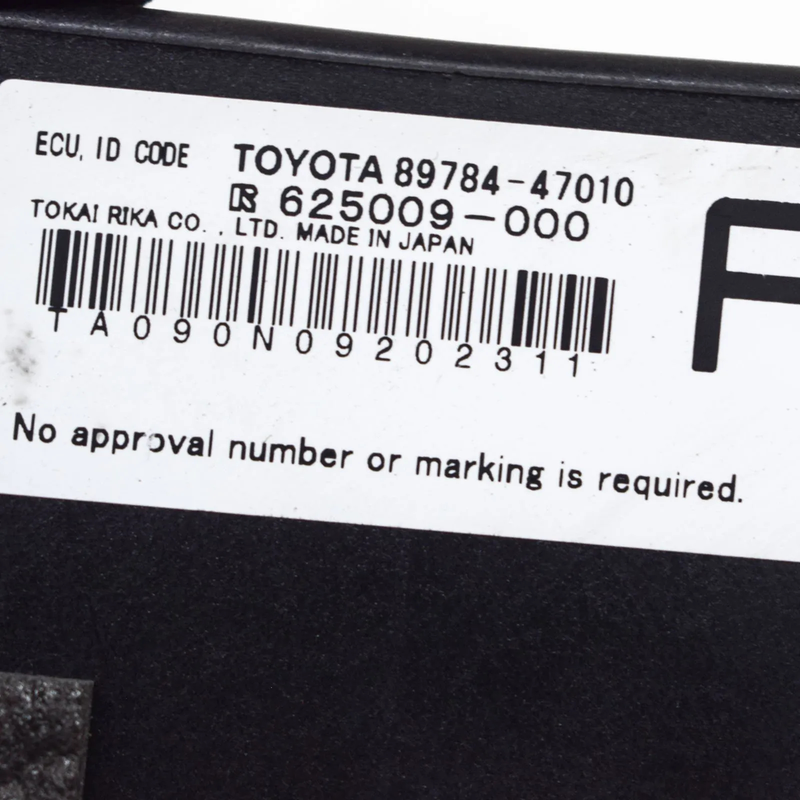 ECU, ID CODE TOYOTA 89784-47010
625009-000
TOKAI RIKA CO., LTD. MADE IN JAPAN
TA090N09202311
F
No approval number or marking is required.